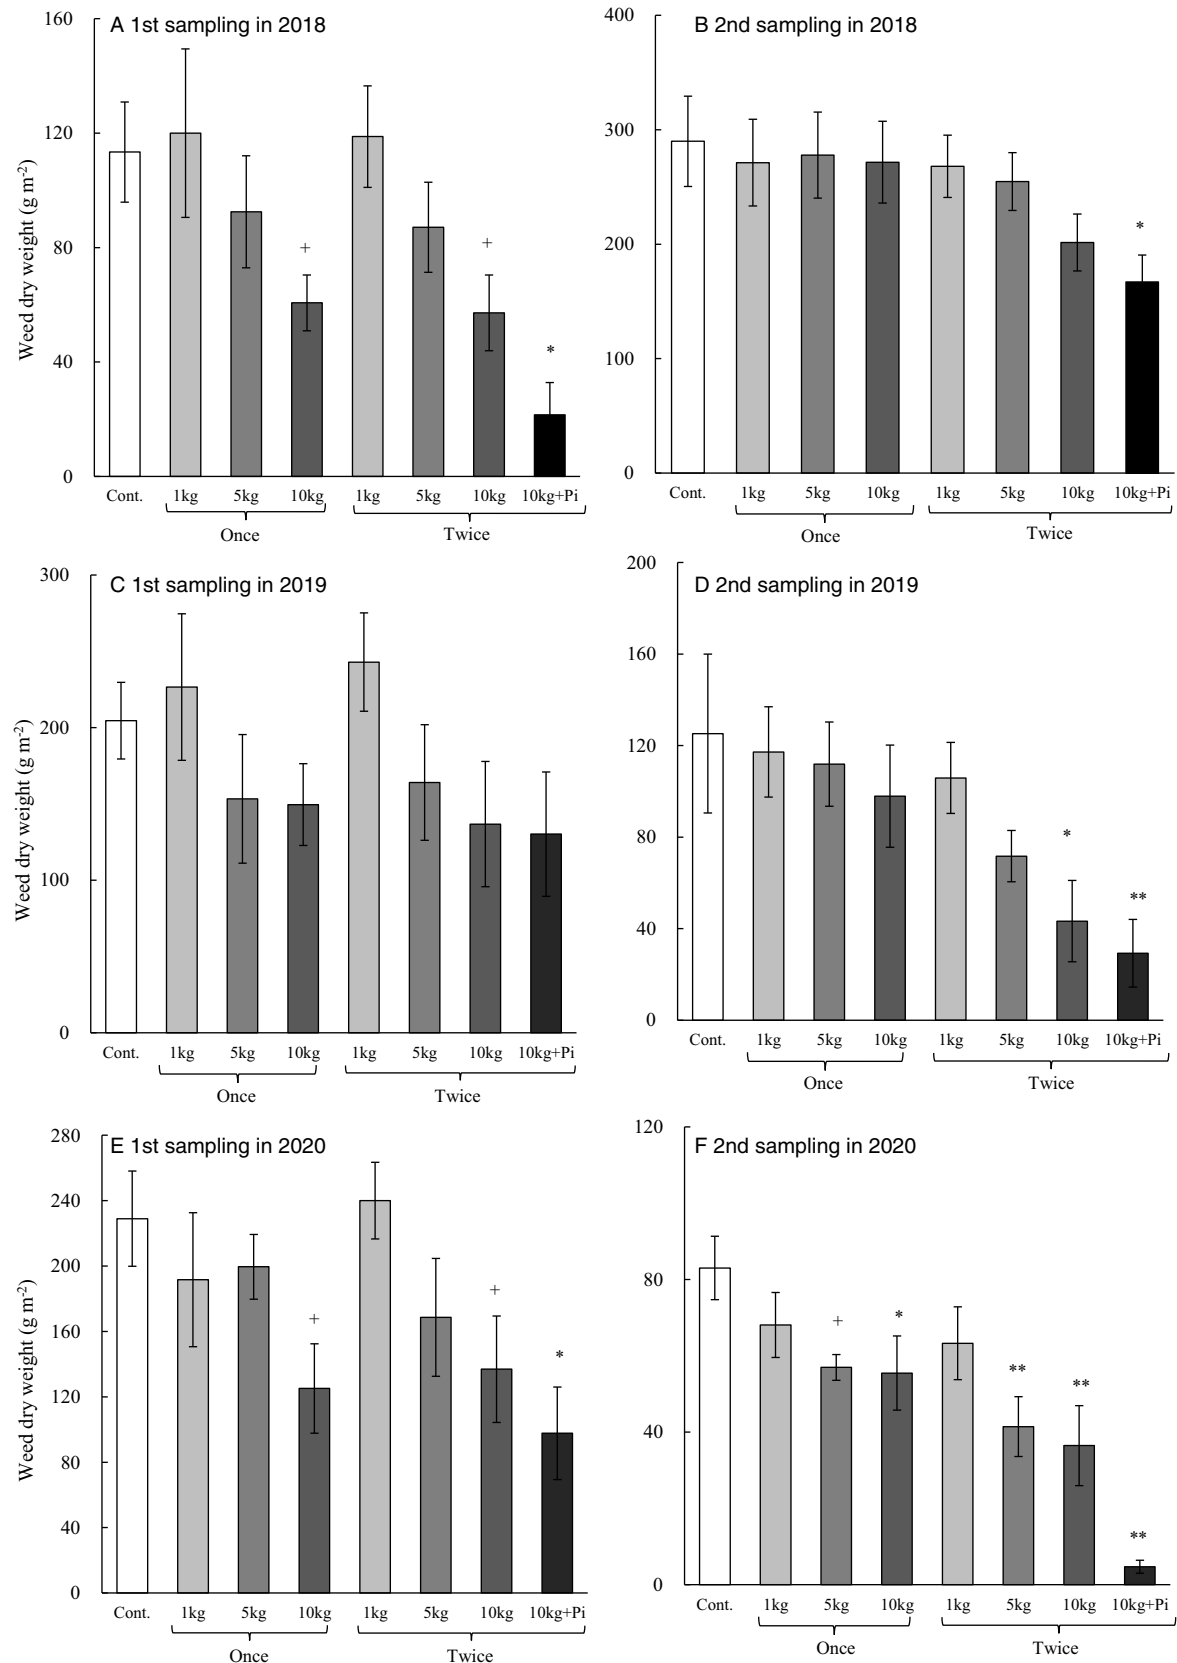 A 1st sampling in 2018
Weed dry weight (g m-2)
160
120
80
40
0
+
+
*
Cont. 1kg 5kg 10kg 1kg 5kg 10kg 10kg+Pi
Once Twice
B 2nd sampling in 2018
400
300
200
100
0
*
Cont. 1kg 5kg 10kg 1kg 5kg 10kg 10kg+Pi
Once Twice
C 1st sampling in 2019
Weed dry weight (g m-2)
300
200
100
0
Cont. 1kg 5kg 10kg 1kg 5kg 10kg 10kg+Pi
Once Twice
D 2nd sampling in 2019
200
160
120
80
40
0
*
**
Cont. 1kg 5kg 10kg 1kg 5kg 10kg 10kg+Pi
Once Twice
E 1st sampling in 2020
Weed dry weight (g m-2)
280
240
200
160
120
80
40
0
+
+
*
Cont. 1kg 5kg 10kg 1kg 5kg 10kg 10kg+Pi
Once Twice
F 2nd sampling in 2020
120
80
40
0
+
*
**
**
**
Cont. 1kg 5kg 10kg 1kg 5kg 10kg 10kg+Pi
Once Twice